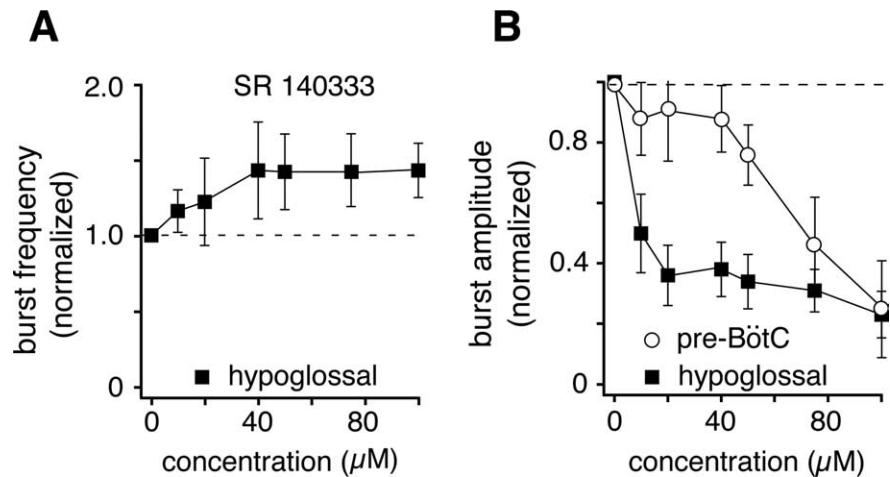 A
SR 140333
burst frequency
(normalized)
2.0
1.0
0
hypoglossal
0
40
80
concentration (µM)
B
burst amplitude
(normalized)
0.8
0.4
0
pre-BötC
hypoglossal
0
40
80
concentration (µM)